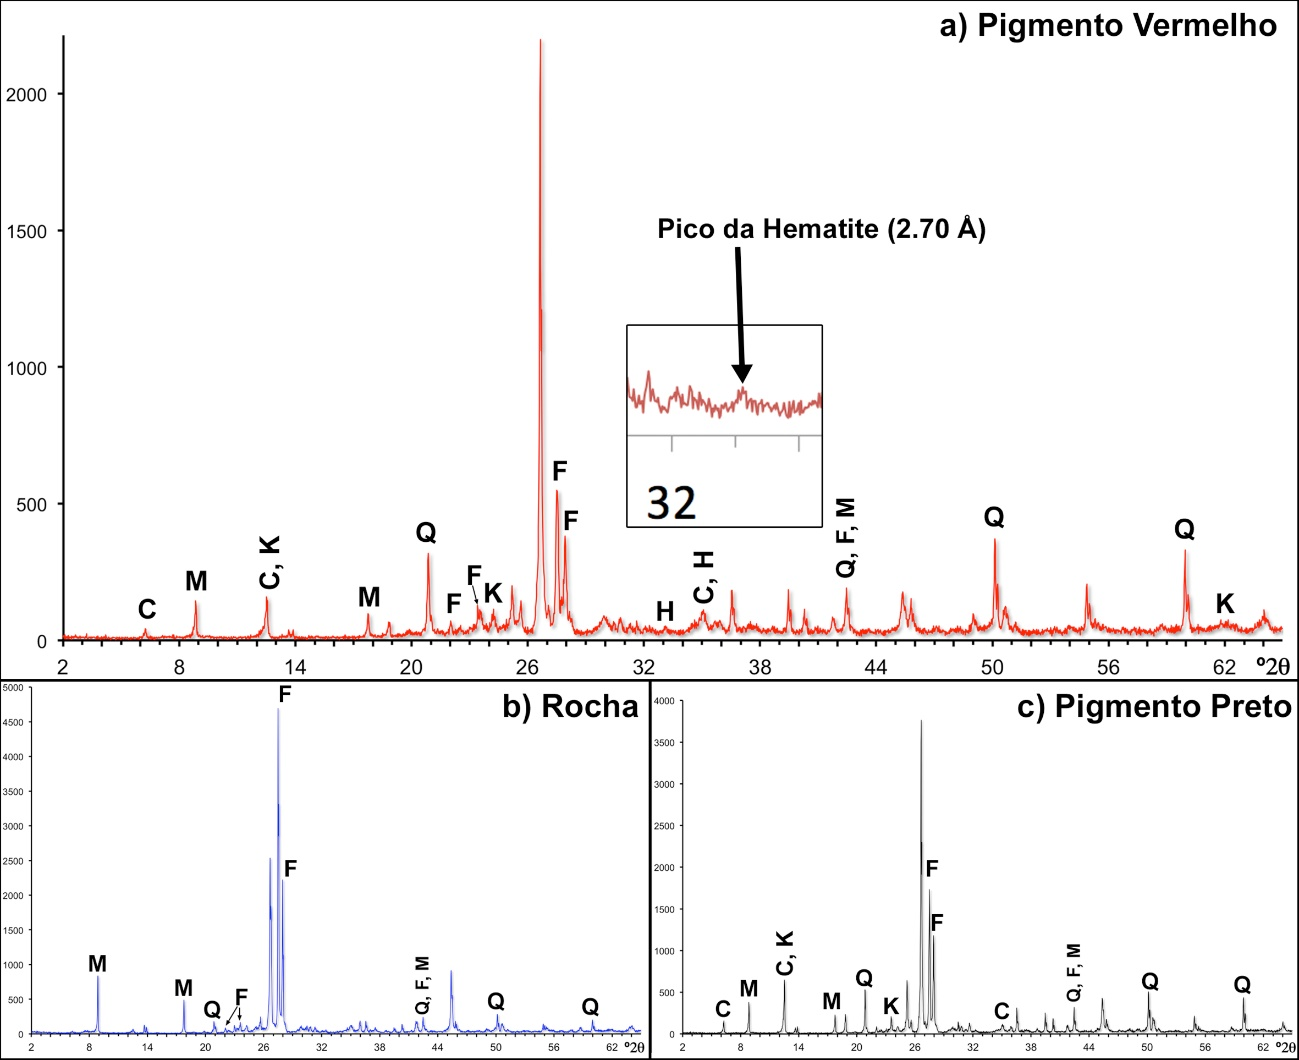 a) Pigmento Vermelho
2000
1500
1000
500
0
Pico da Hematite (2.70 Å)
32
C
M
C, K
M
Q
F
F
K
F
F
H
C, H
Q, F, M
Q
Q
K
2 8 14 20 26 32 38 44 50 56 62 º2θ
b) Rocha
5000
4500
4000
3500
3000
2500
2000
1500
1000
500
0
M
M
Q
F
F
F
Q, F, M
Q
Q
2 8 14 20 26 32 38 44 50 56 62 º2θ
c) Pigmento Preto
4000
3500
3000
2500
2000
1500
1000
500
0
C
M
C, K
M
Q
K
F
F
C
Q, F, M
Q
Q
2 8 14 20 26 32 38 44 50 56 62 º2θ